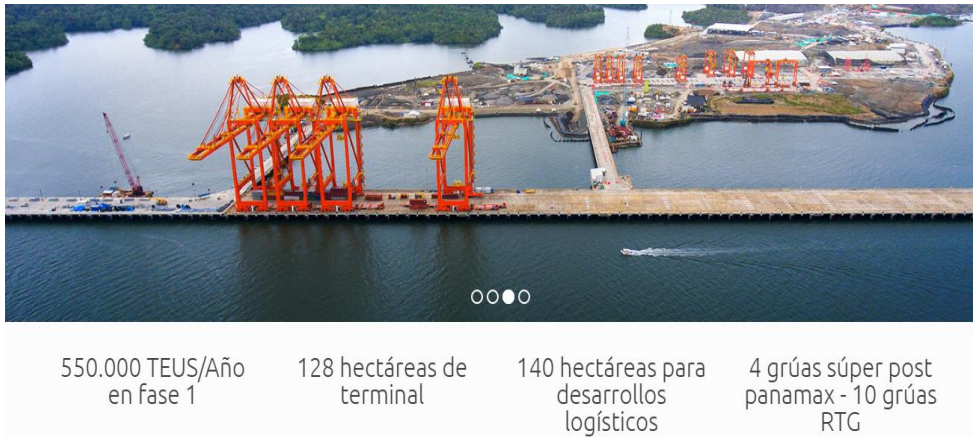 550.000 TEUS/Año
en fase 1
128 hectáreas de
terminal
140 hectáreas para
desarrollos
logísticos
4 grúas súper post
panamax - 10 grúas
RTG